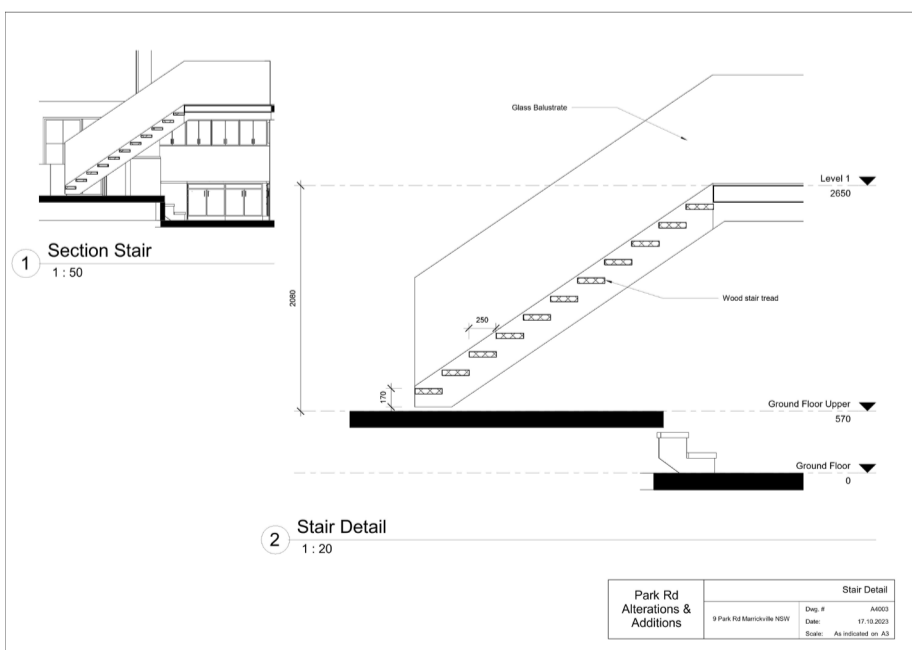 1
Section Stair
1 : 50
Glass Balustrate
Level 1
2650
2080
Wood stair tread
250
170
Ground Floor Upper
570
Ground Floor
0
2
Stair Detail
1 : 20
Park Rd
Alterations &
Additions
Stair Detail
9 Park Rd Marrickville NSW
Dwg. # A4003
Date: 17.10.2023
Scale: As indicated on A3